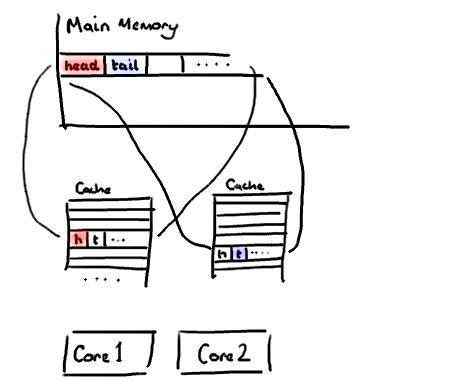 Main Memory
head tail ....
Cache Cache
h t ...
h t ....
....
Core 1 Core 2